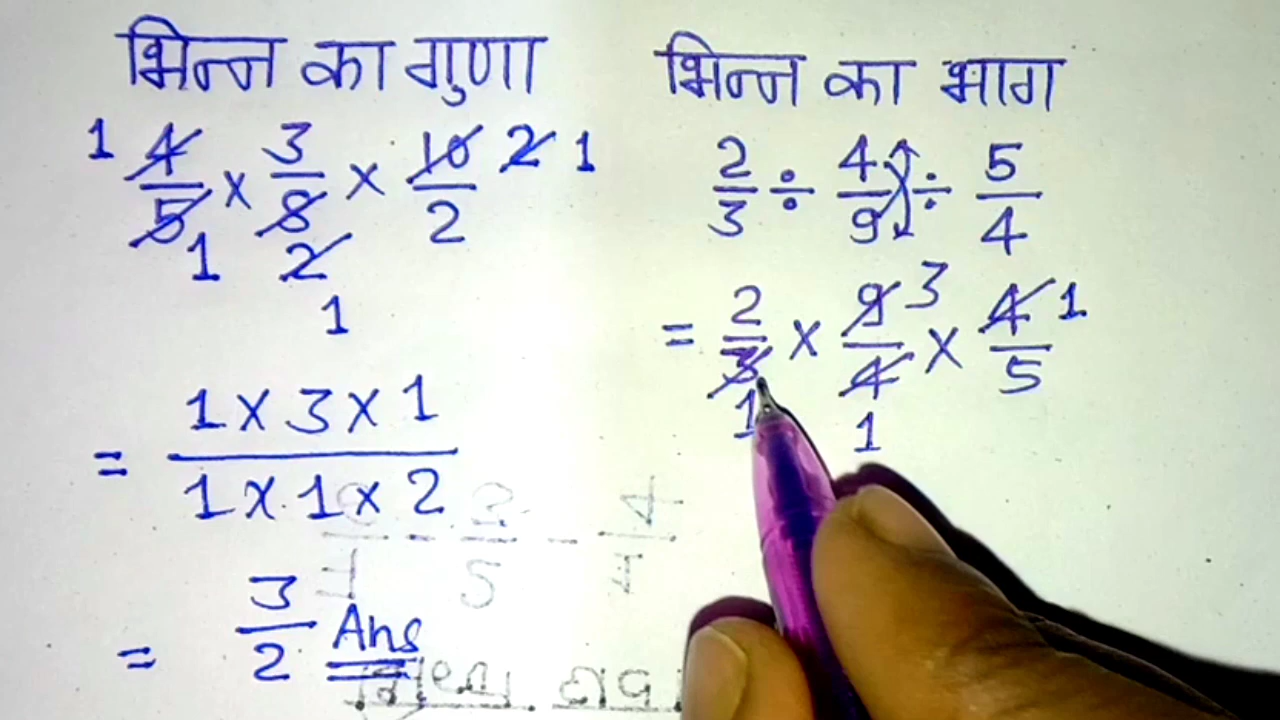 भिन्न का गुणा
1 4/5 × 3/8 × 10/2 2 1
1 2
1
= 1 × 3 × 1 / 1 × 1 × 2
= 3/2 Ans
भिन्न का भाग
2/3 ÷ 4/9 ÷ 5/4
= 2/3 × 9/4 × 4/5
3 1
1 1